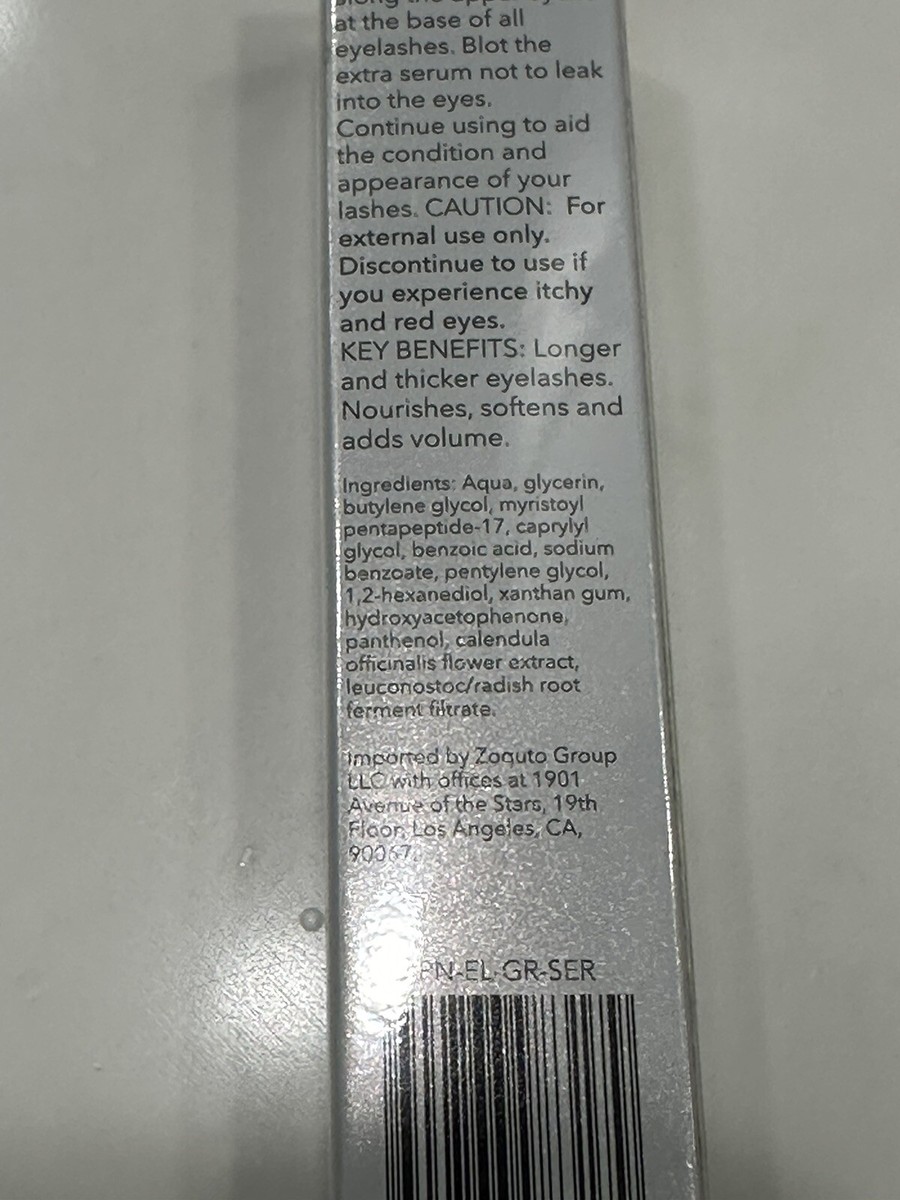 along the upper
at the base of all
eyelashes. Blot the
extra serum not to leak
into the eyes.
Continue using to aid
the condition and
appearance of your
lashes. CAUTION: For
external use only.
Discontinue to use if
you experience itchy
and red eyes.
KEY BENEFITS: Longer
and thicker eyelashes.
Nourishes, softens and
adds volume.
Ingredients: Aqua, glycerin,
butylene glycol, myristoyl
pentapeptide-17, caprylyl
glycol, benzoic acid, sodium
benzoate, pentylene glycol,
1,2-hexanediol, xanthan gum,
hydroxyacetophenone,
panthenol, calendula
officinalis flower extract,
leuconostoc/radish root
ferment filtrate.
Imported by Zoquto Group
LLC with offices at 1901
Avenue of the Stars, 19th
Floor, Los Angeles, CA,
90067.
PN-EL-GR-SER